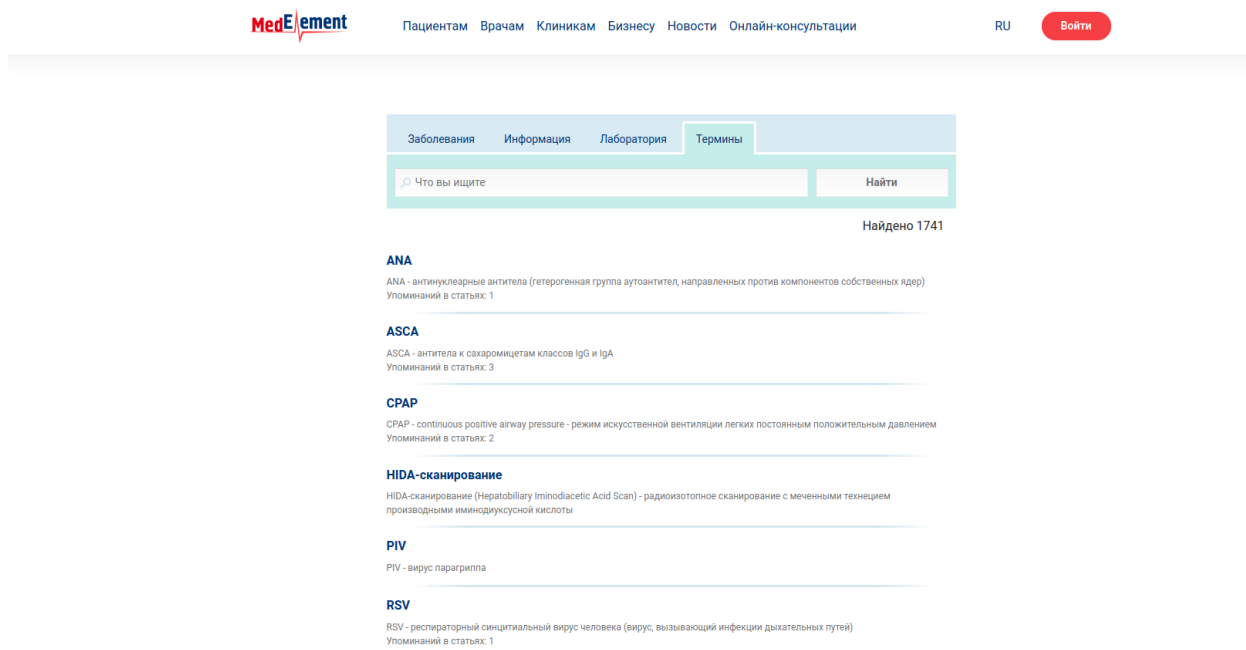 MedElement
Пациентам Врачам Клиникам Бизнесу Новости Онлайн-консультации
RU
Войти
Заболевания Информация Лаборатория Термины
Что вы ищите
Найти
Найдено 1741
ANA
ANA - антинуклеарные антитела (гетерогенная группа аутоантител, направленных против компонентов собственных ядер)
Упоминаний в статьях: 1
ASCA
ASCA - антитела к сахаромицетам классов IgG и IgA
Упоминаний в статьях: 3
CPAP
CPAP - continuous positive airway pressure - режим искусственной вентиляции легких постоянным положительным давлением
Упоминаний в статьях: 2
HIDA-сканирование
HIDA-сканирование (Hepatobiliary Iminodiacetic Acid Scan) - радиоизотопное сканирование с меченными технецием
производными иминодиуксусной кислоты
PIV
PIV - вирус парагриппа
RSV
RSV - респираторный синцитиальный вирус человека (вирус, вызывающий инфекции дыхательных путей)
Упоминаний в статьях: 1